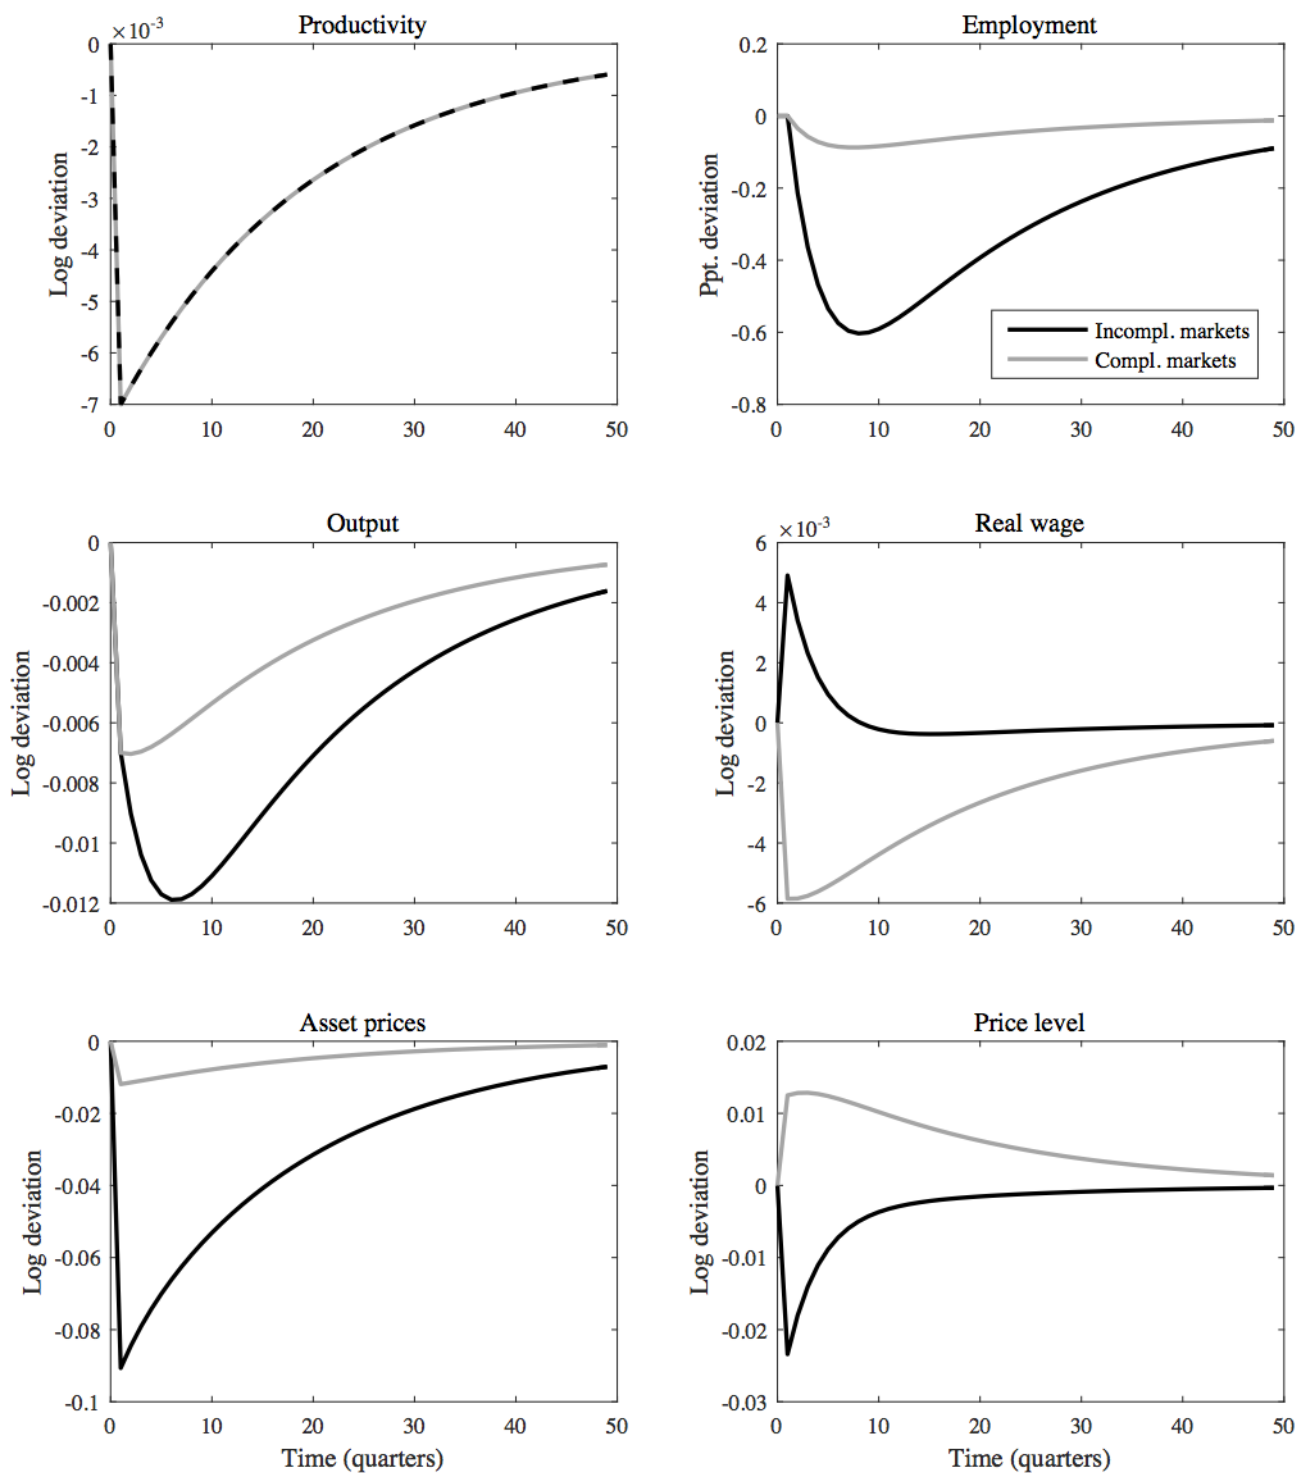 Productivity
×10-3
Log deviation
0
-1
-2
-3
-4
-5
-6
-7
0 10 20 30 40 50
Employment
Ppt. deviation
0.2
0
-0.2
-0.4
-0.6
-0.8
Incompl. markets
Compl. markets
0 10 20 30 40 50
Output
Log deviation
0
-0.002
-0.004
-0.006
-0.008
-0.01
-0.012
0 10 20 30 40 50
Real wage
×10-3
Log deviation
6
4
2
0
-2
-4
-6
0 10 20 30 40 50
Asset prices
Log deviation
0
-0.02
-0.04
-0.06
-0.08
-0.1
0 10 20 30 40 50
Time (quarters)
Price level
Log deviation
0.02
0.01
0
-0.01
-0.02
-0.03
0 10 20 30 40 50
Time (quarters)